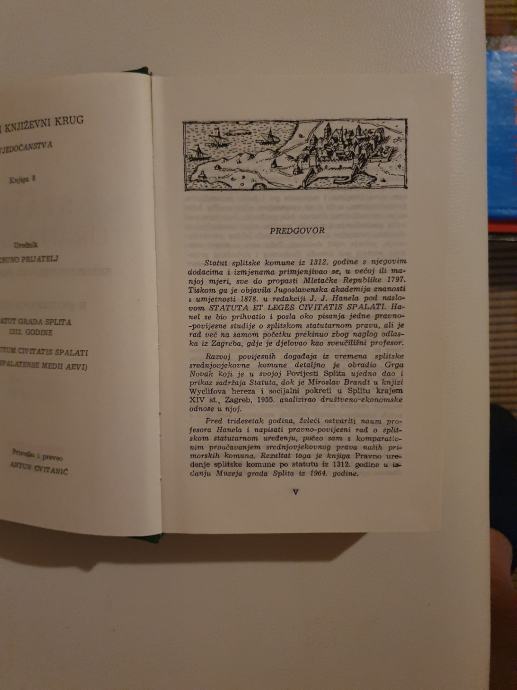 I KNJIŽEVNI KRUG
JEDOČANSTVA
Knjiga 8
Urednik
RUNO PRIJATELJ
ATUT GRADA SPLITA
1312. GODINE
TUM CIVITATIS SPALATI
SPALATENSE MEDII AEVI)
Priredio i preveo
ANTUN CVITANIĆ
PREDGOVOR
Statut splitske komune iz 1312. godine s njegovim
dodacima i izmjenama primjenjivao se, u većoj ili ma-
njoj mjeri, sve do propasti Mletačke Republike 1797.
Tiskom ga je objavila Jugoslavenska akademija znanosti
i umjetnosti 1878. u redakciji J. J. Hanela pod naslo-
vom STATUTA ET LEGES CIVITATIS SPALATI. Ha-
nel se bio prihvatio i posla oko pisanja jedne pravno-
-povijesne studije o splitskom statutarnom pravu, ali je
rad već na samom početku prekinuo zbog naglog odlas-
ka iz Zagreba, gdje je djelovao kao sveučilišni profesor.
Razvoj povijesnih događaja iz vremena splitske
srednjovjekovne komune detaljno je obradio Grga
Novak koji je u svojoj Povijesti Splita ujedno dao i
prikaz sadržaja Statuta, dok je Miroslav Brandt u knjizi
Wyclifova hereza i socijalni pokreti u Splitu krajem
XIV st., Zagreb, 1955. analizirao društveno-ekonomske
odnose u njoj.
Pred tridesetak godina, želeći ostvariti naum pro-
fesora Hanela i napisati pravno-povijesni rad o split-
skom statutarnom uređenju, počeo sam s komparativ-
nim proučavanjem srednjovjekovnog prava naših pri-
morskih komuna. Rezultat toga je knjiga Pravno ure-
đenje splitske komune po statutu iz 1312. godine u iz-
danju Muzeja grada Splita iz 1964. godine.
V